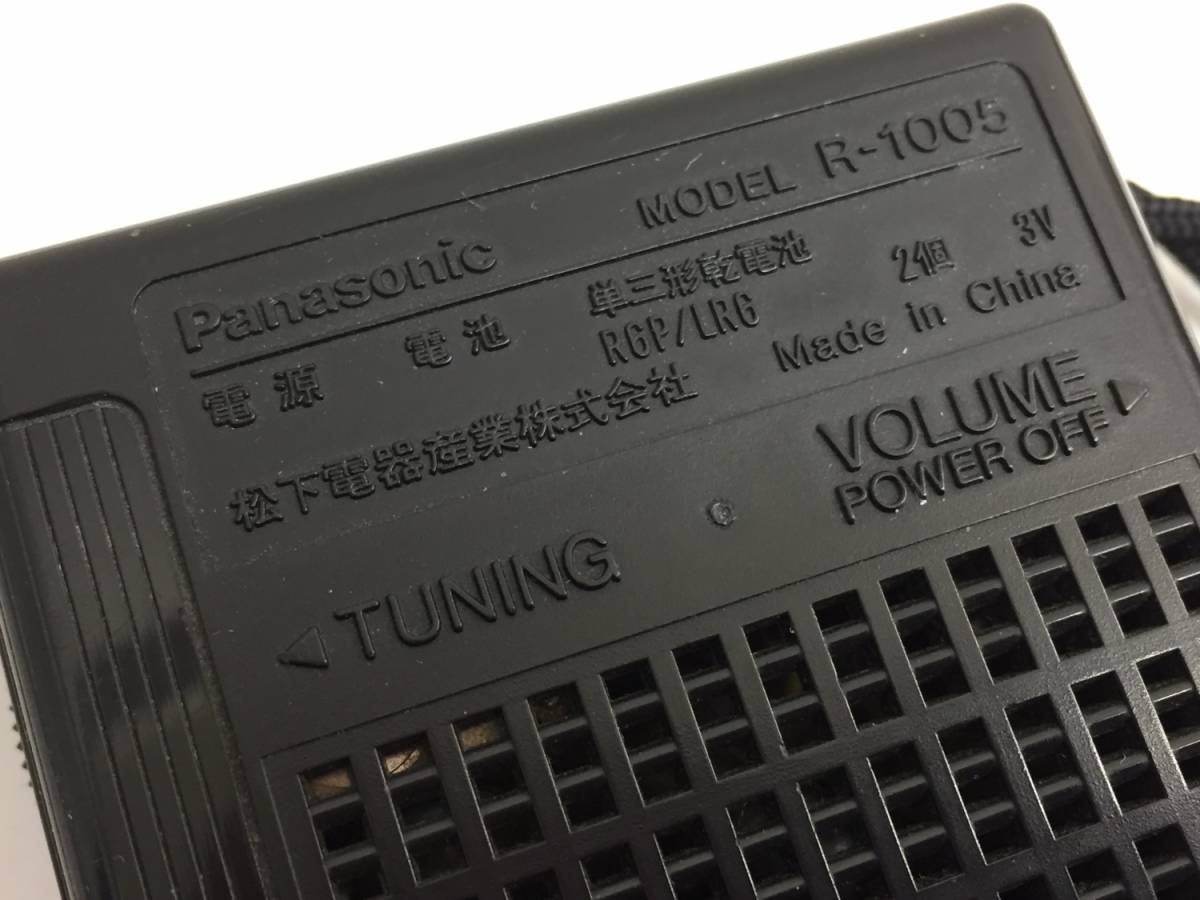 Panasonic MODEL R-1005
電源 電池 単三形乾電池 2個 3V
R6P/LR6
松下電器産業株式会社 Made in China
VOLUME
POWER OFF
TUNING